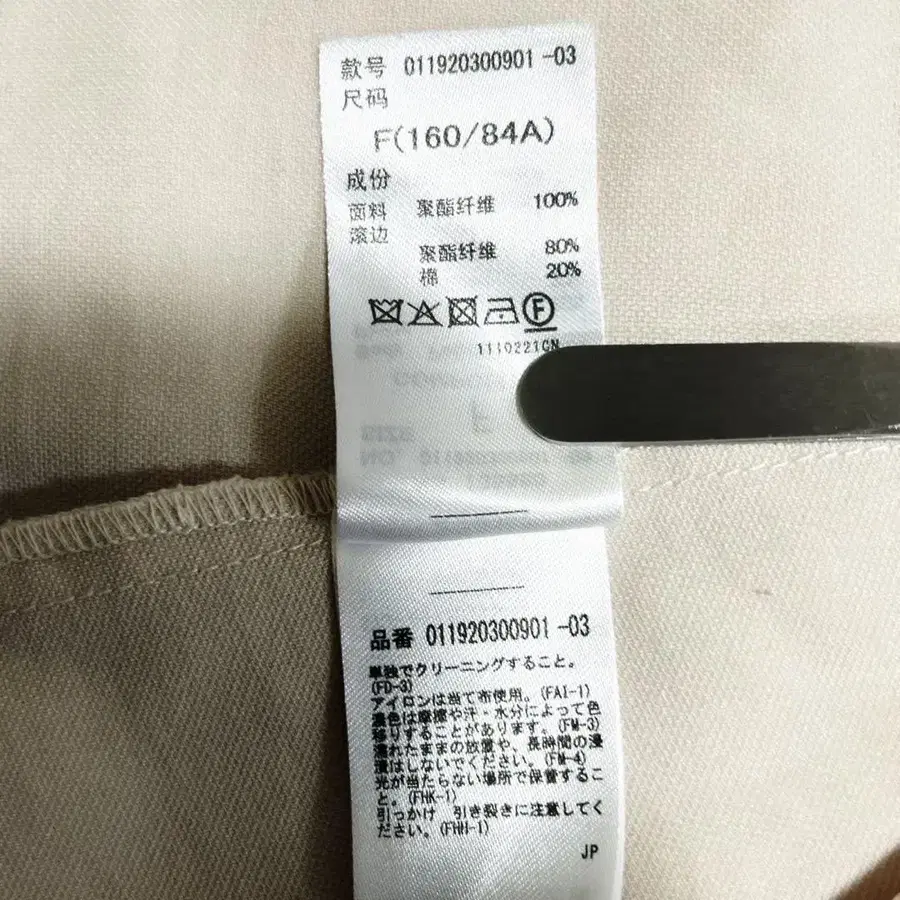 款号 011920300901-03
尺码
F(160/84A)
成份
面料 聚酯纤维 100%
滚边
聚酯纤维 80%
棉 20%
F
1110221CN
品番 011920300901-03
単独でクリーニングすること。
(FD-3)
アイロンは当て布使用。(FAI-1)
濃色は摩擦や汗・水分によって色
移りすることがあります。(FM-3)
濡れたままの放置や、長時間の浸
漬はしないでください。(FM-4)
光が当たらない場所で保管するこ
と。(FHK-1)
引っかけ 引き裂きに注意してく
ださい。(FHH-1)
JP